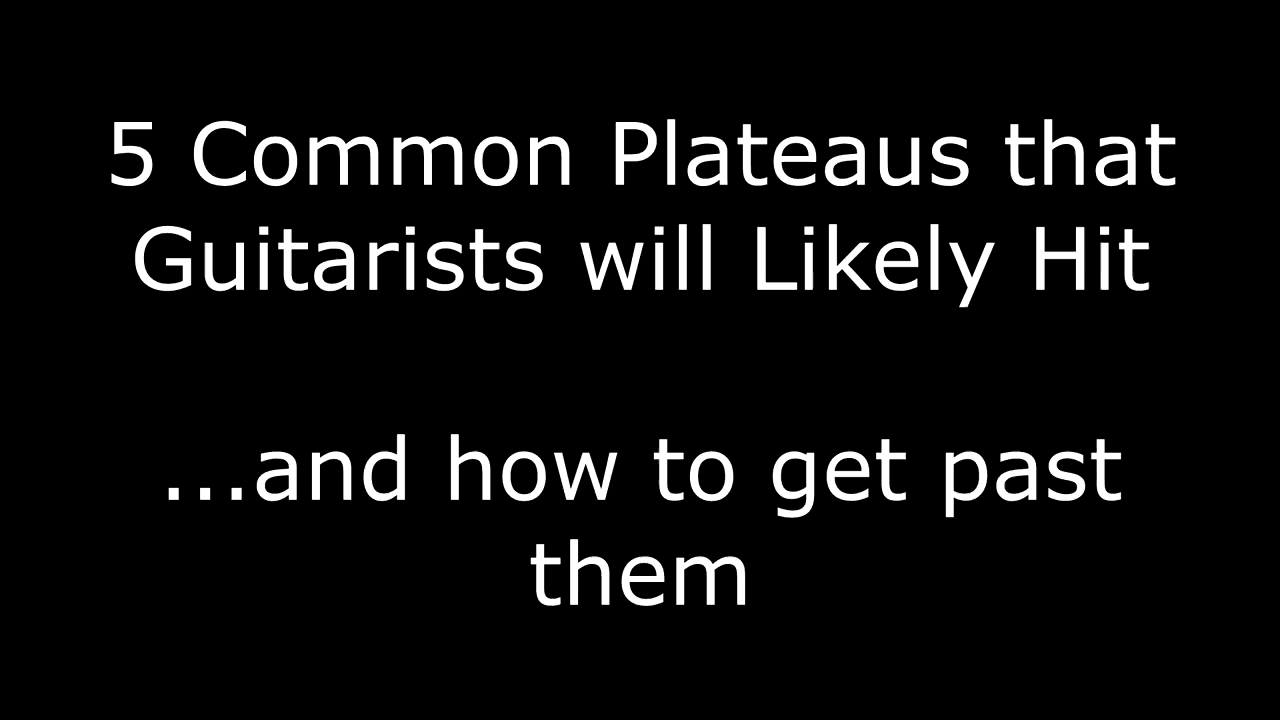 5 Common Plateaus that
Guitarists will Likely Hit
...and how to get past
them